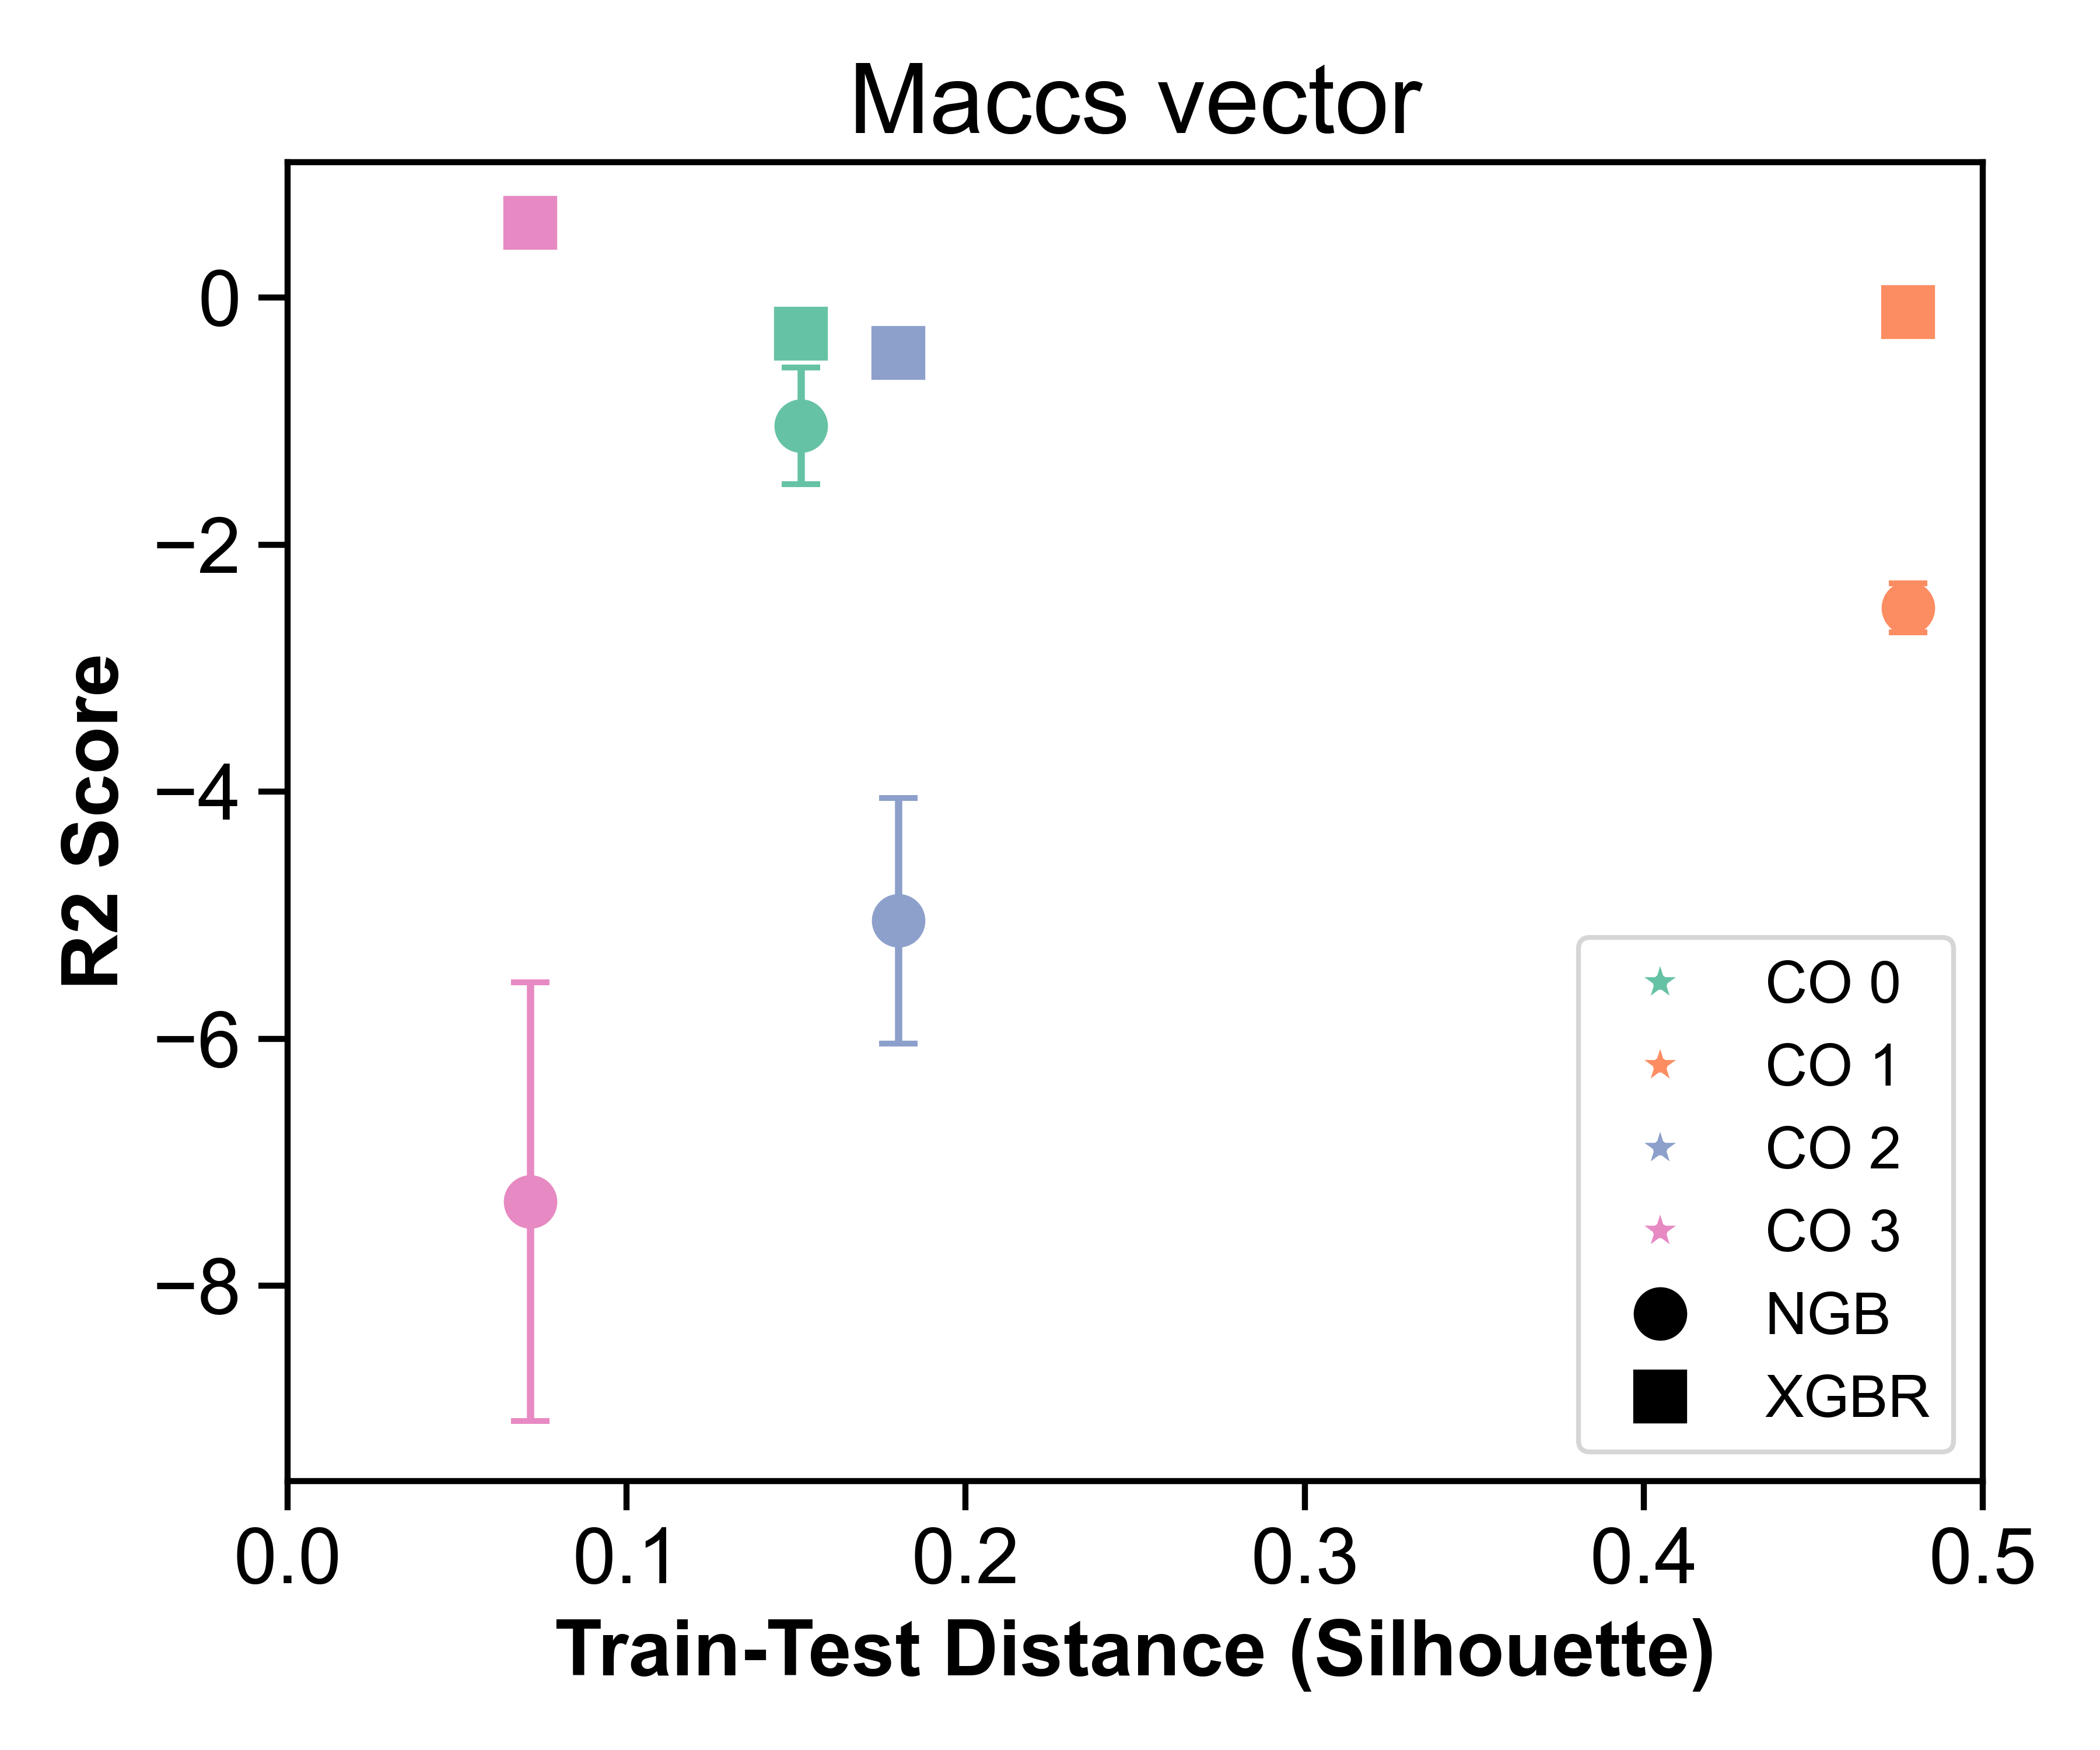 Maccs vector
R2 Score
0
−2
−4
−6
−8
CO 0
CO 1
CO 2
CO 3
NGB
XGBR
0.0 0.1 0.2 0.3 0.4 0.5
Train-Test Distance (Silhouette)